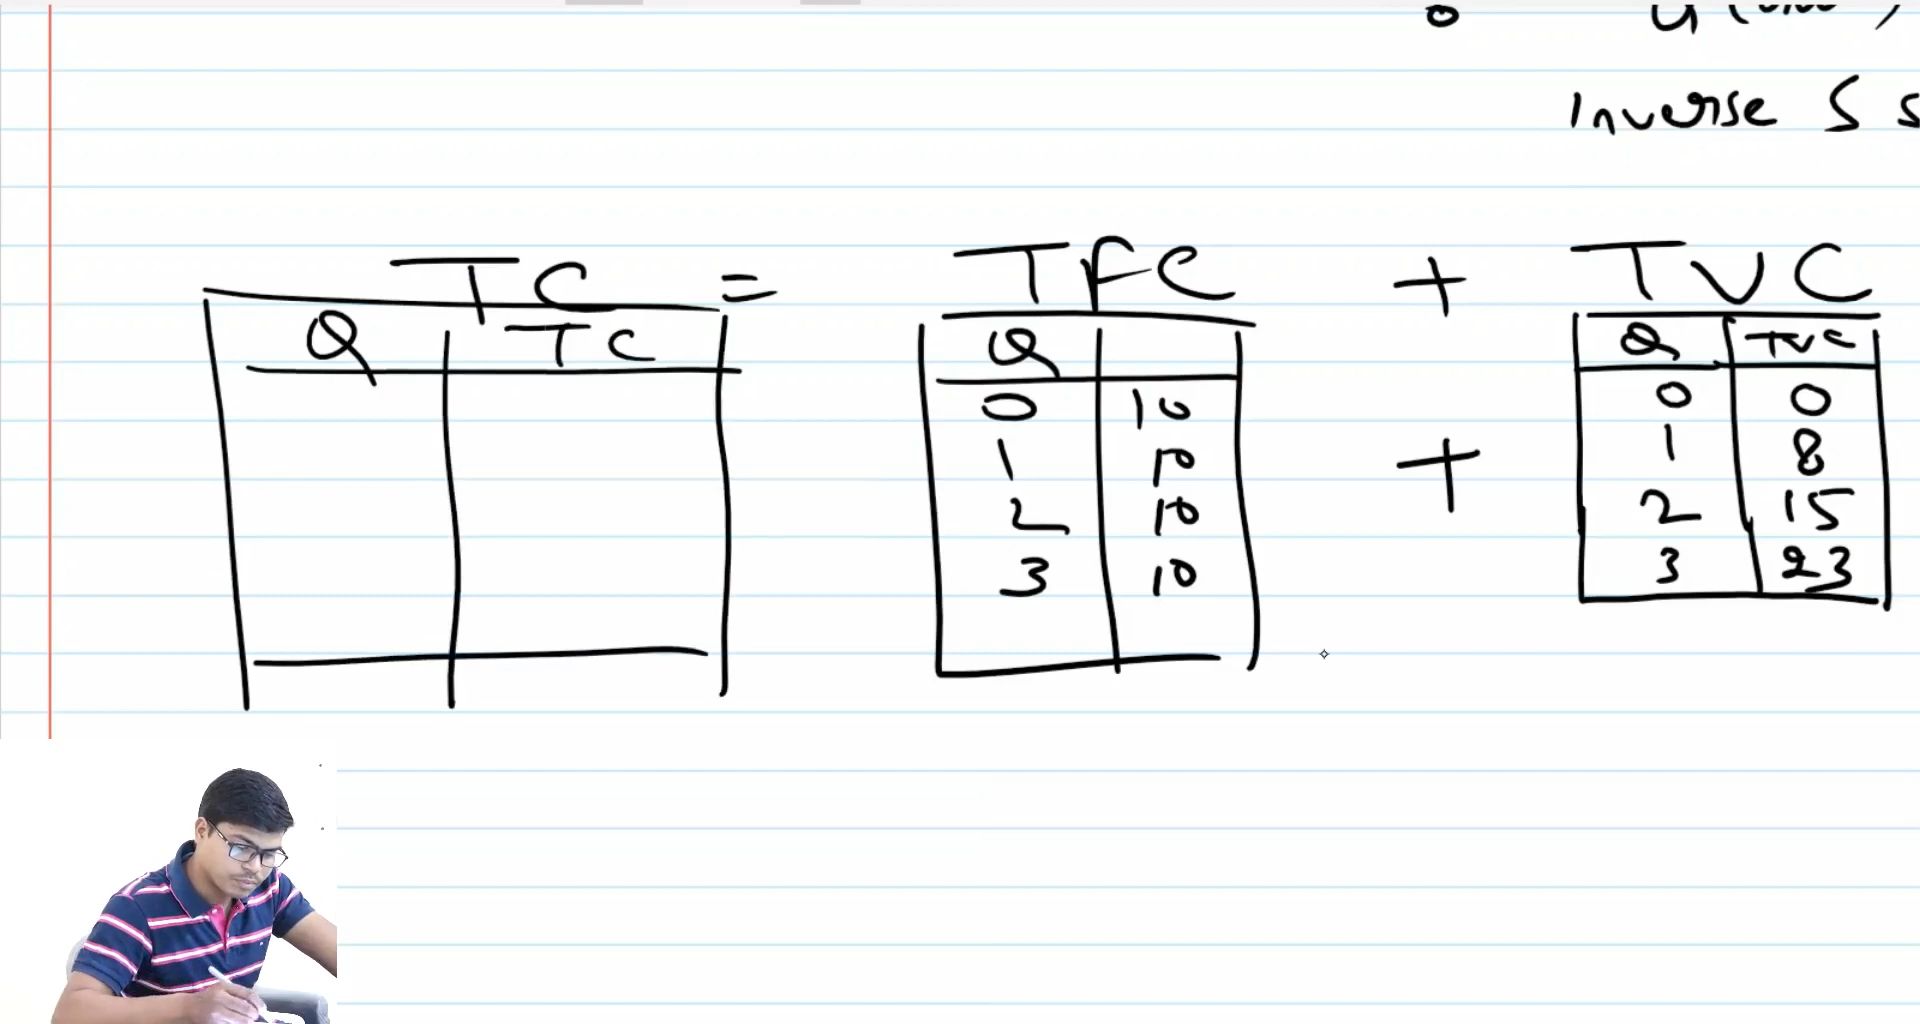 Inverse S
TC = TFC + TVC
Q TC Q Q TVC
0 10 0 0
1 10 + 1 8
2 10 2 15
3 10 3 23